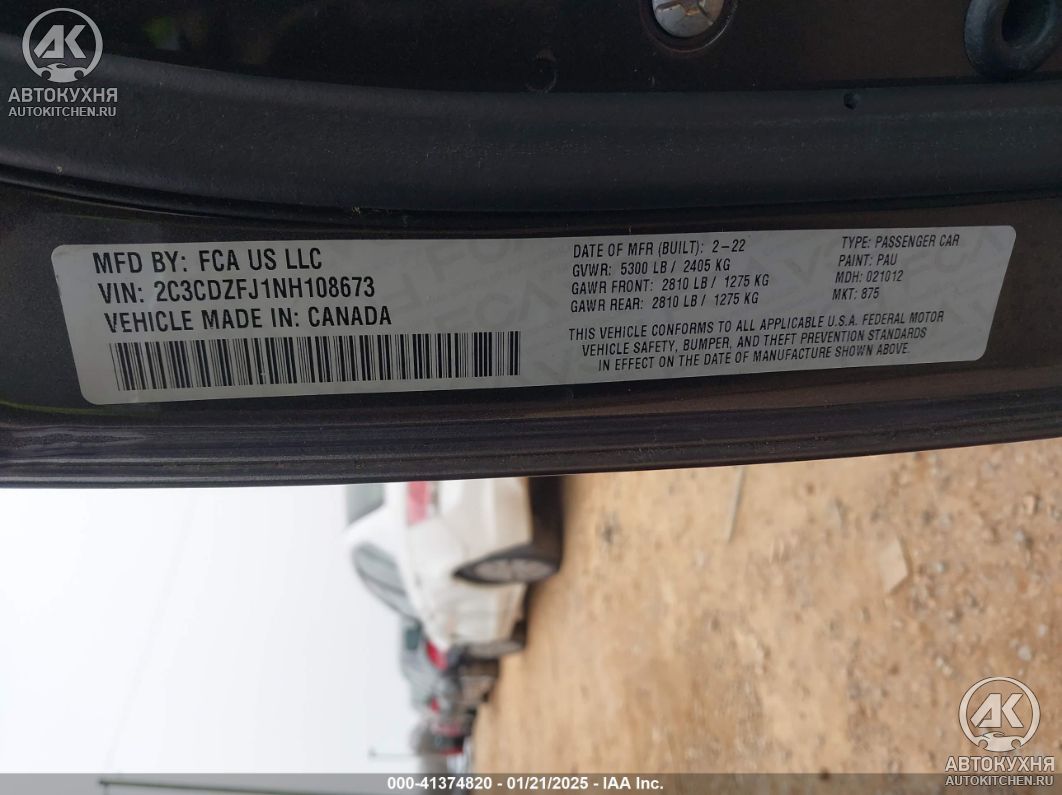 AK
АВТОКУХНЯ
AUTOKITCHEN.RU
MFD BY: FCA US LLC
VIN: 2C3CDZFJ1NH108673
VEHICLE MADE IN: CANADA
DATE OF MFR (BUILT): 2-22
GVWR: 5300 LB / 2405 KG
GAWR FRONT: 2810 LB / 1275 KG
GAWR REAR: 2810 LB / 1275 KG
TYPE: PASSENGER CAR
PAINT: PAU
MDH: 021012
MKT: 875
THIS VEHICLE CONFORMS TO ALL APPLICABLE U.S.A. FEDERAL MOTOR
VEHICLE SAFETY, BUMPER, AND THEFT PREVENTION STANDARDS
IN EFFECT ON THE DATE OF MANUFACTURE SHOWN ABOVE.
AK
АВТОКУХНЯ
AUTOKITCHEN.RU
000-41374820 - 01/21/2025 - IAA Inc.